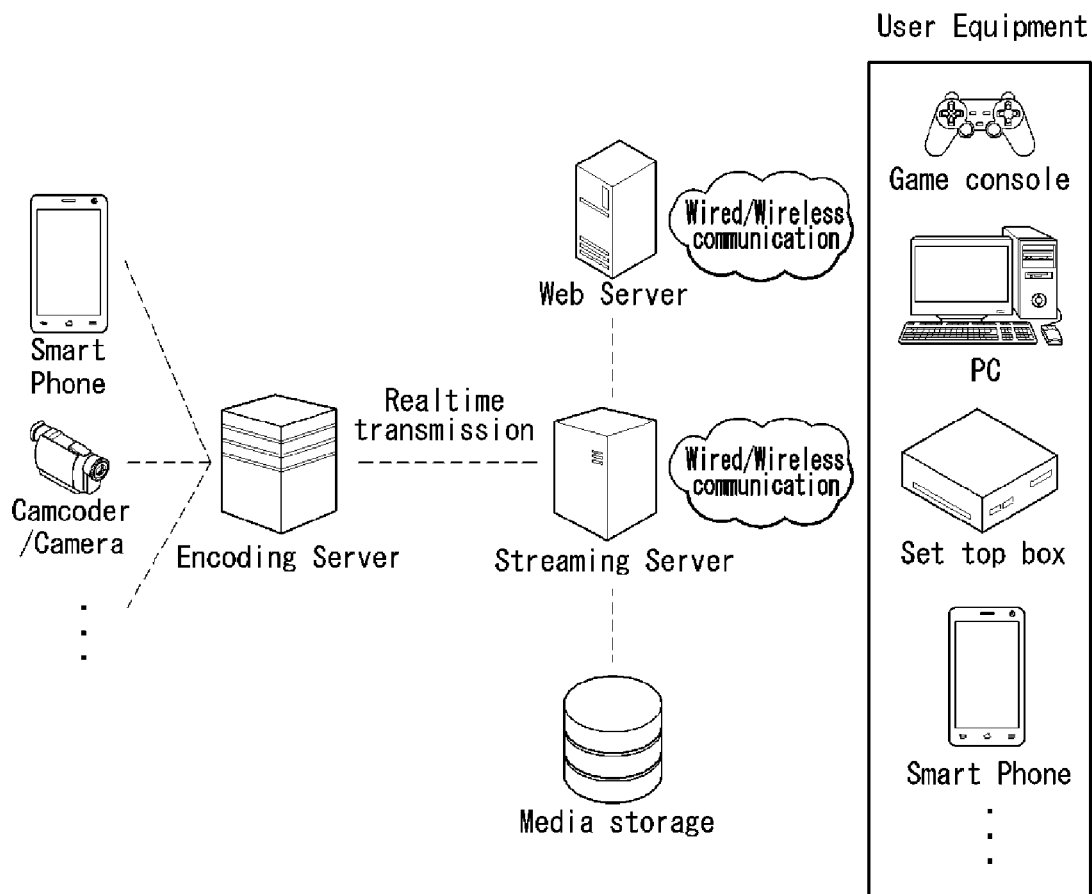 User Equipment
Game console
Wired/Wireless
communication
Web Server
Smart
Phone
PC
Realtime
transmission
Wired/Wireless
communication
Camcoder
/Camera
Encoding Server
Streaming Server
Set top box
Smart Phone
Media storage